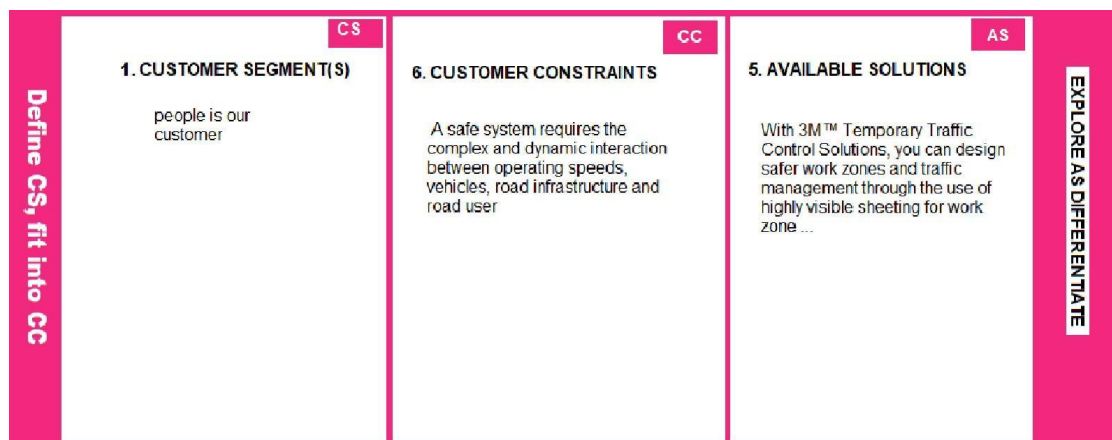 Define CS, fit into CC
CS
1. CUSTOMER SEGMENT(S)
people is our
customer
CC
6. CUSTOMER CONSTRAINTS
A safe system requires the
complex and dynamic interaction
between operating speeds,
vehicles, road infrastructure and
road user
AS
5. AVAILABLE SOLUTIONS
With 3M™ Temporary Traffic
Control Solutions, you can design
safer work zones and traffic
management through the use of
highly visible sheeting for work
zone ...
EXPLORE AS DIFFERENTIATE